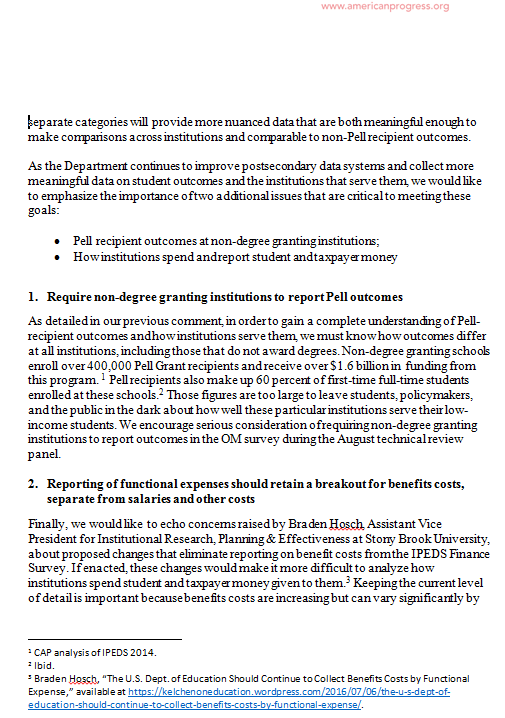 www.americanprogress.org
separate categories will provide more nuanced data that are both meaningful enough to
make comparisons across institutions and comparable to non-Pell recipient outcomes.
As the Department continues to improve postsecondary data systems and collect more
meaningful data on student outcomes and the institutions that serve them, we would like
to emphasize the importance of two additional issues that are critical to meeting these
goals:
• Pell recipient outcomes at non-degree granting institutions;
• How institutions spend and report student and taxpayer money
1. Require non-degree granting institutions to report Pell outcomes
As detailed in our previous comment, in order to gain a complete understanding of Pell-
recipient outcomes and how institutions serve them, we must know how outcomes differ
at all institutions, including those that do not award degrees. Non-degree granting schools
enroll over 400,000 Pell Grant recipients and receive over $1.6 billion in funding from
this program. 1 Pell recipients also make up 60 percent of first-time full-time students
enrolled at these schools.2 Those figures are too large to leave students, policymakers,
and the public in the dark about how well these particular institutions serve their low-
income students. We encourage serious consideration of requiring non-degree granting
institutions to report outcomes in the OM survey during the August technical review
panel.
2. Reporting of functional expenses should retain a breakout for benefits costs,
separate from salaries and other costs
Finally, we would like to echo concerns raised by Braden Hosch, Assistant Vice
President for Institutional Research, Planning & Effectiveness at Stony Brook University,
about proposed changes that eliminate reporting on benefit costs from the IPEDS Finance
Survey. If enacted, these changes would make it more difficult to analyze how
institutions spend student and taxpayer money given to them.3 Keeping the current level
of detail is important because benefits costs are increasing but can vary significantly by
1 CAP analysis of IPEDS 2014.
2 Ibid.
3 Braden Hosch, “The U.S. Dept. of Education Should Continue to Collect Benefits Costs by Functional
Expense,” available at https://kelchenoneducation.wordpress.com/2016/07/06/the-u-s-dept-of-
education-should-continue-to-collect-benefits-costs-by-functional-expense/.